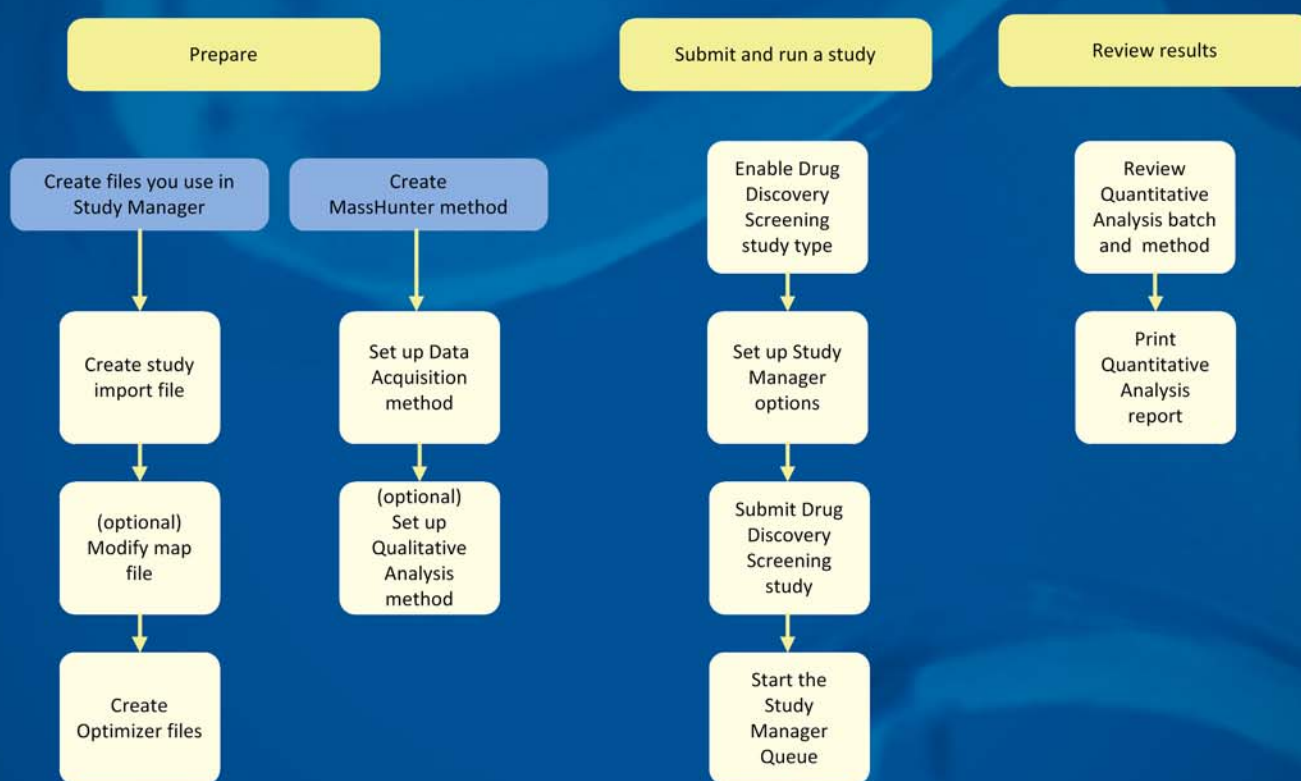 Prepare
Submit and run a study
Review results
Create files you use in
Study Manager
Create study
import file
(optional)
Modify map
file
Create
Optimizer files
Create
MassHunter method
Set up Data
Acquisition
method
(optional)
Set up
Qualitative
Analysis
method
Enable Drug
Discovery
Screening
study type
Set up Study
Manager
options
Submit Drug
Discovery
Screening
study
Start the
Study
Manager
Queue
Review
Quantitative
Analysis batch
and method
Print
Quantitative
Analysis
report